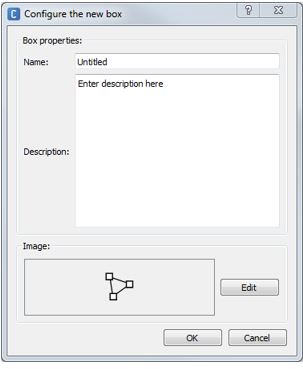 C Configure the new box
?
Box properties:
Name: Untitled
Enter description here
Description:
Image:
Edit
OK Cancel